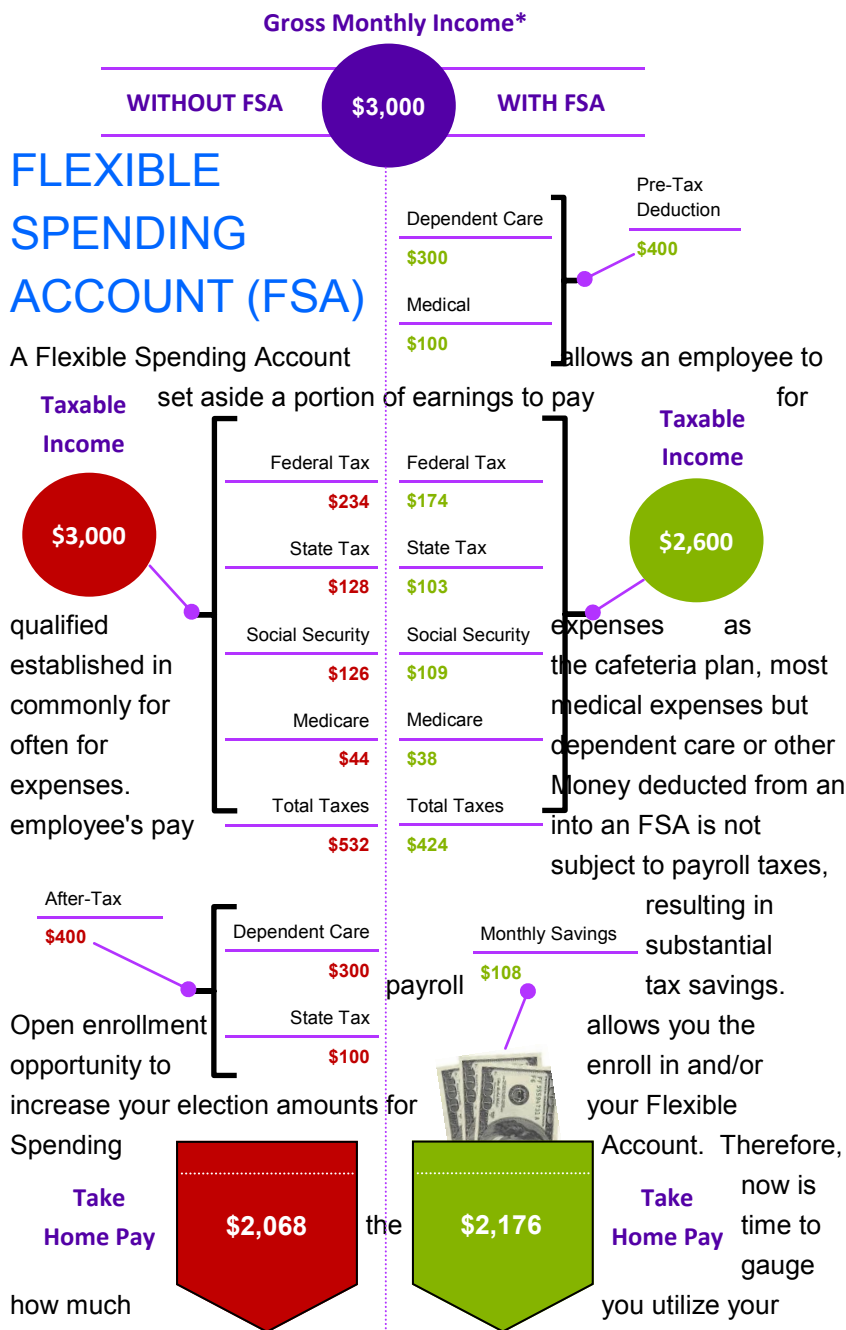 Gross Monthly Income*
WITHOUT FSA
$3,000
WITH FSA
FLEXIBLE
SPENDING
ACCOUNT (FSA)
Dependent Care
$300
Medical
$100
Pre-Tax
Deduction
$400
A Flexible Spending Account allows an employee to
set aside a portion of earnings to pay for
Taxable
Income
$3,000
Federal Tax
$234
State Tax
$128
Social Security
$126
Medicare
$44
Total Taxes
$532
Federal Tax
$174
State Tax
$103
Social Security
$109
Medicare
$38
Total Taxes
$424
Taxable
Income
$2,600
qualified expenses as
established in the cafeteria plan, most
commonly for medical expenses but
often for dependent care or other
expenses. Money deducted from an
employee's pay into an FSA is not
subject to payroll taxes,
After-Tax
$400
Dependent Care
$300
State Tax
$100
Monthly Savings
$108
resulting in
substantial
payroll tax savings.
Open enrollment allows you the
opportunity to enroll in and/or
increase your election amounts for your Flexible
Spending Account. Therefore,
now is
the time to
gauge
Take
Home Pay
$2,068
$2,176
Take
Home Pay
how much you utilize your